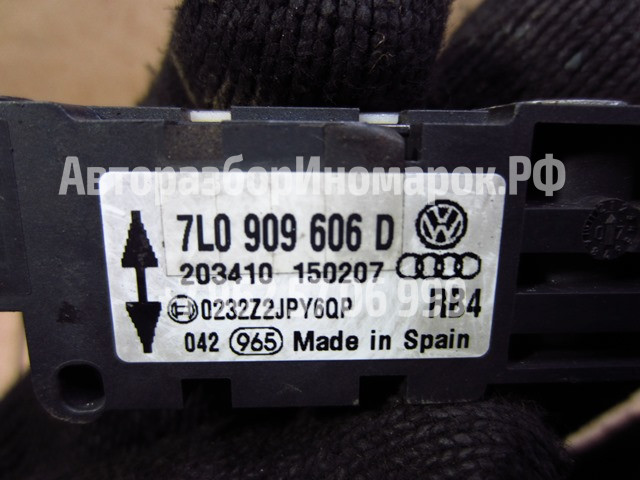 АвторазборИномарок.РФ
7L0 909 606 D
203410 150207
0232Z2JPY6QP RB4
042 965 Made in Spain